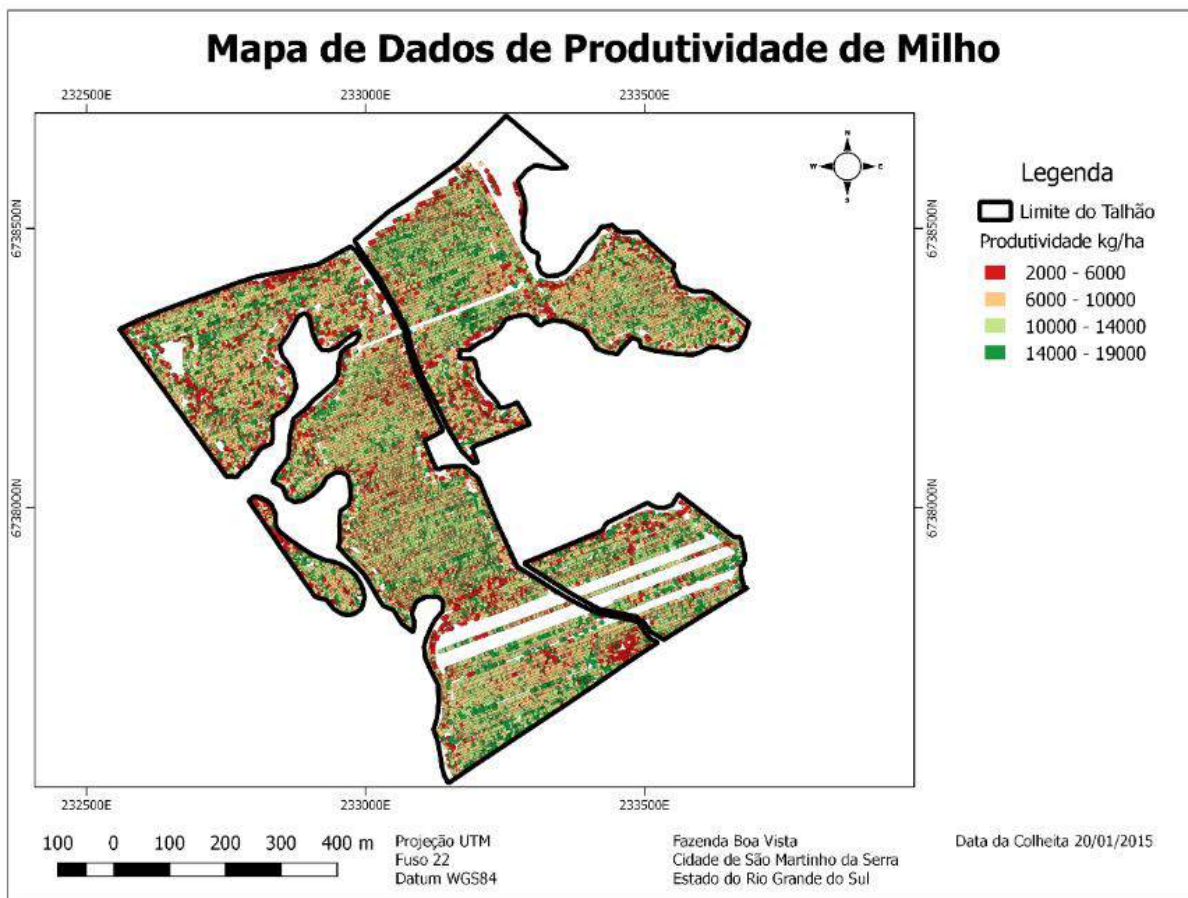 Mapa de Dados de Produtividade de Milho
232500E 233000E 233500E
N
W E
S
6738500N 6738500N
6738000N 6738000N
232500E 233000E 233500E
Legenda
Limite do Talhão
Produtividade kg/ha
2000 - 6000
6000 - 10000
10000 - 14000
14000 - 19000
100 0 100 200 300 400 m
Projeção UTM
Fuso 22
Datum WGS84
Fazenda Boa Vista
Cidade de São Martinho da Serra
Estado do Rio Grande do Sul
Data da Colheita 20/01/2015